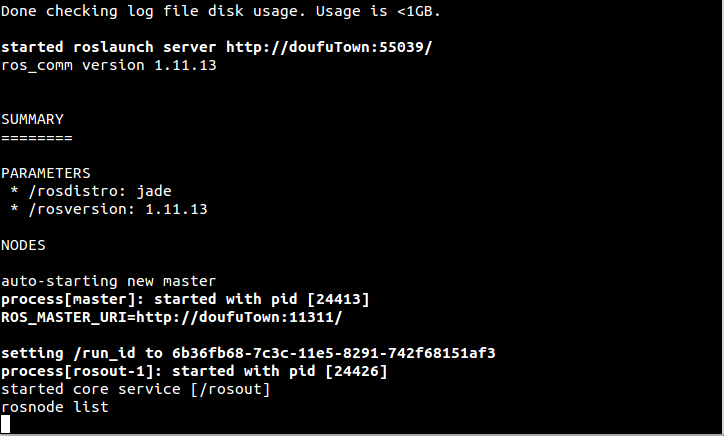 Done checking log file disk usage. Usage is <1GB.
started roslaunch server http://doufuTown:55039/
ros_comm version 1.11.13
SUMMARY
========
PARAMETERS
 * /rosdistro: jade
 * /rosversion: 1.11.13
NODES
auto-starting new master
process[master]: started with pid [24413]
ROS_MASTER_URI=http://doufuTown:11311/
setting /run_id to 6b36fb68-7c3c-11e5-8291-742f68151af3
process[rosout-1]: started with pid [24426]
started core service [/rosout]
rosnode list